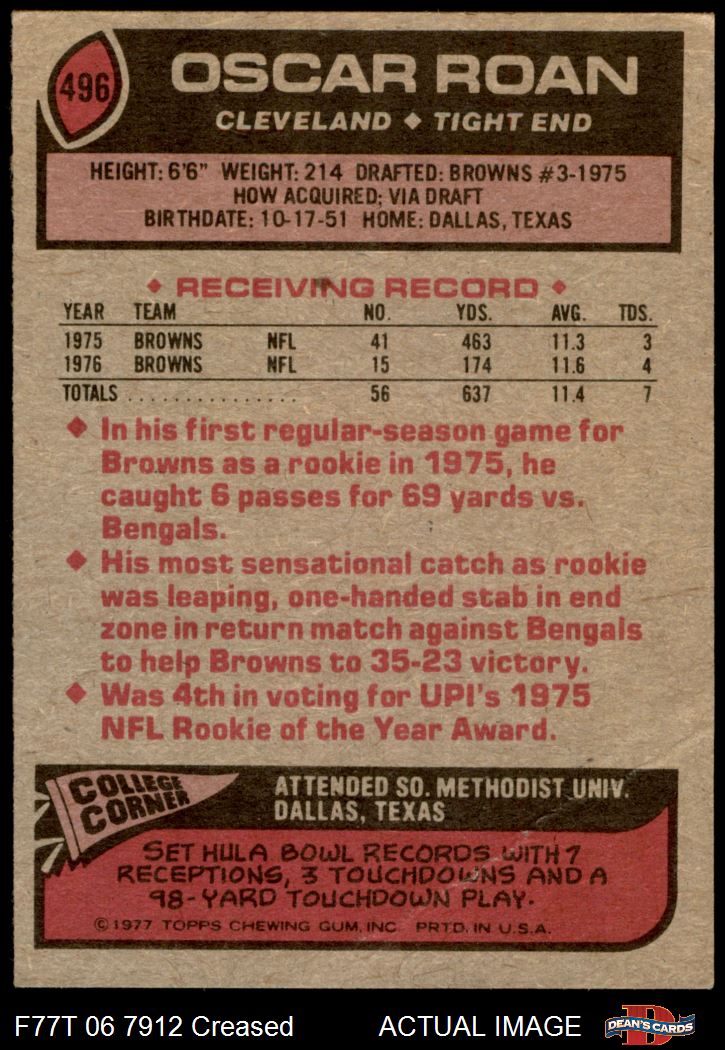 496
OSCAR ROAN
CLEVELAND ◆ TIGHT END
HEIGHT: 6'6" WEIGHT: 214 DRAFTED: BROWNS #3-1975
HOW ACQUIRED: VIA DRAFT
BIRTHDATE: 10-17-51 HOME: DALLAS, TEXAS
◆ RECEIVING RECORD ◆
YEAR TEAM NO. YDS. AVG. TDS.
1975 BROWNS NFL 41 463 11.3 3
1976 BROWNS NFL 15 174 11.6 4
TOTALS ................ 56 637 11.4 7
◆ In his first regular-season game for
Browns as a rookie in 1975, he
caught 6 passes for 69 yards vs.
Bengals.
◆ His most sensational catch as rookie
was leaping, one-handed stab in end
zone in return match against Bengals
to help Browns to 35-23 victory.
◆ Was 4th in voting for UPI's 1975
NFL Rookie of the Year Award.
COLLEGE
CORNER
ATTENDED SO. METHODIST UNIV.
DALLAS, TEXAS
SET HULA BOWL RECORDS WITH 7
RECEPTIONS, 3 TOUCHDOWNS AND A
98-YARD TOUCHDOWN PLAY.
© 1977 TOPPS CHEWING GUM, INC PRTD. IN U.S.A.
F77T 06 7912 Creased ACTUAL IMAGE
D
DEAN'S CARDS